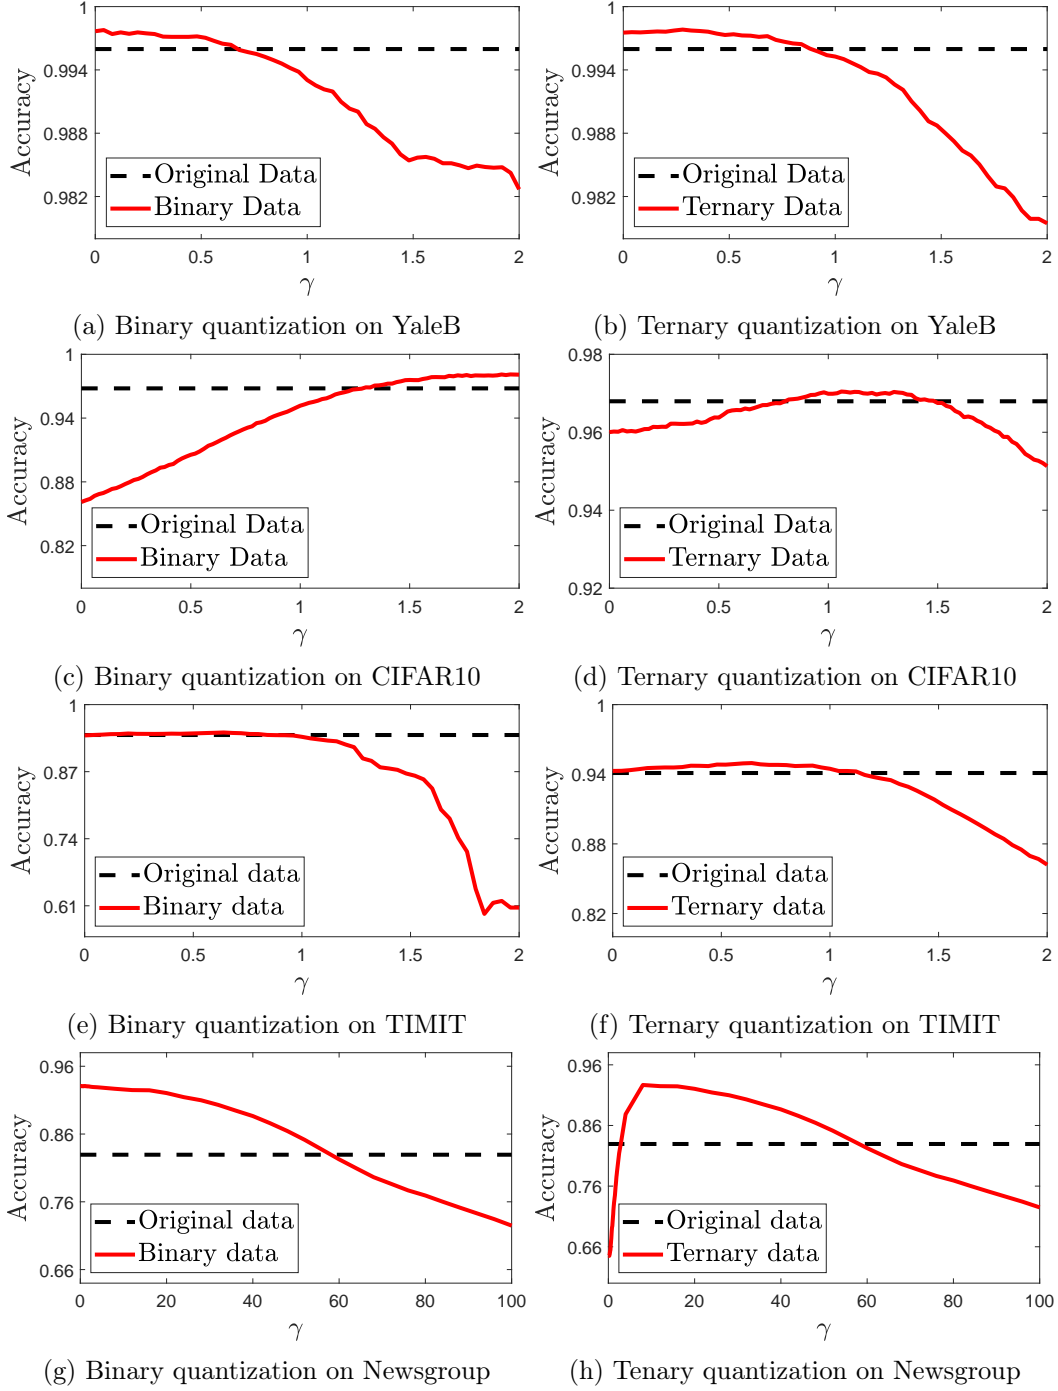 1
0.994
0.988
0.982
Accuracy
Original Data
Binary Data
0 0.5 1 1.5 2
γ
(a) Binary quantization on YaleB
1
0.994
0.988
0.982
Accuracy
Original Data
Ternary Data
0 0.5 1 1.5 2
γ
(b) Ternary quantization on YaleB
1
0.94
0.88
0.82
Accuracy
Original Data
Binary Data
0 0.5 1 1.5 2
γ
(c) Binary quantization on CIFAR10
0.98
0.96
0.94
0.92
Accuracy
Original Data
Ternary Data
0 0.5 1 1.5 2
γ
(d) Ternary quantization on CIFAR10
1
0.87
0.74
0.61
Accuracy
Original data
Binary data
0 0.5 1 1.5 2
γ
(e) Binary quantization on TIMIT
1
0.94
0.88
0.82
Accuracy
Original data
Ternary data
0 0.5 1 1.5 2
γ
(f) Ternary quantization on TIMIT
0.96
0.86
0.76
0.66
Accuracy
Original data
Binary data
0 20 40 60 80 100
γ
(g) Binary quantization on Newsgroup
0.96
0.86
0.76
0.66
Accuracy
Original data
Ternary data
0 20 40 60 80 100
γ
(h) Tenary quantization on Newsgroup